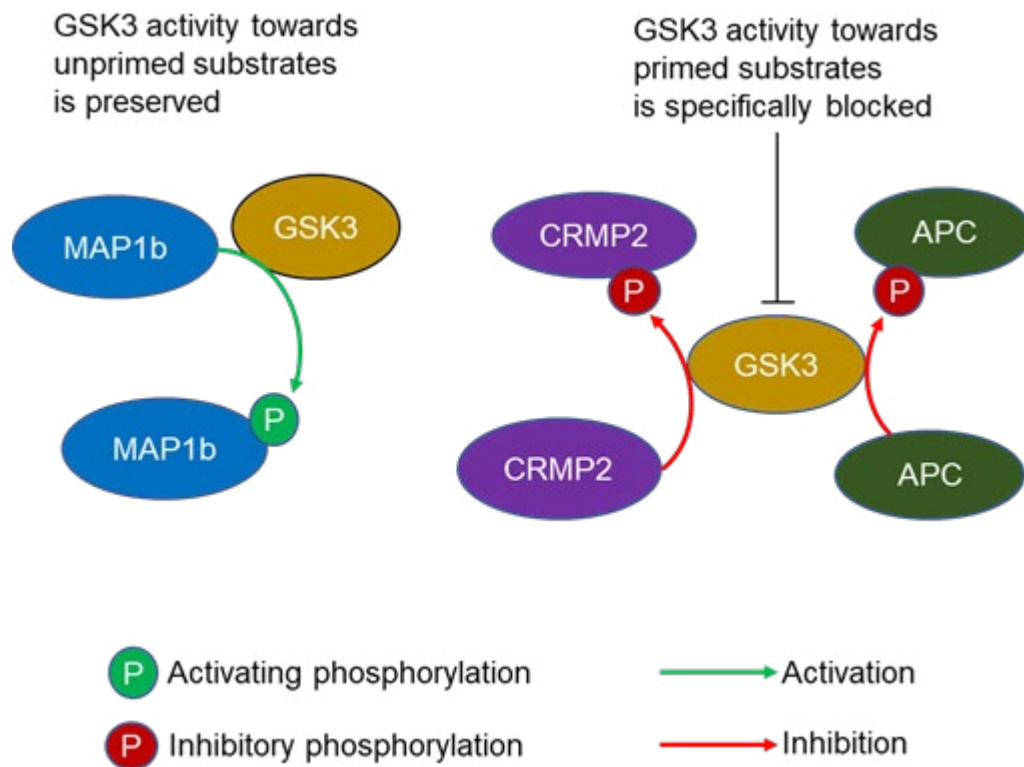 GSK3 activity towards
unprimed substrates
is preserved
GSK3 activity towards
primed substrates
is specifically blocked
MAP1b
GSK3
P
MAP1b
CRMP2
P
APC
P
GSK3
CRMP2
APC
P Activating phosphorylation
Activation
P Inhibitory phosphorylation
Inhibition